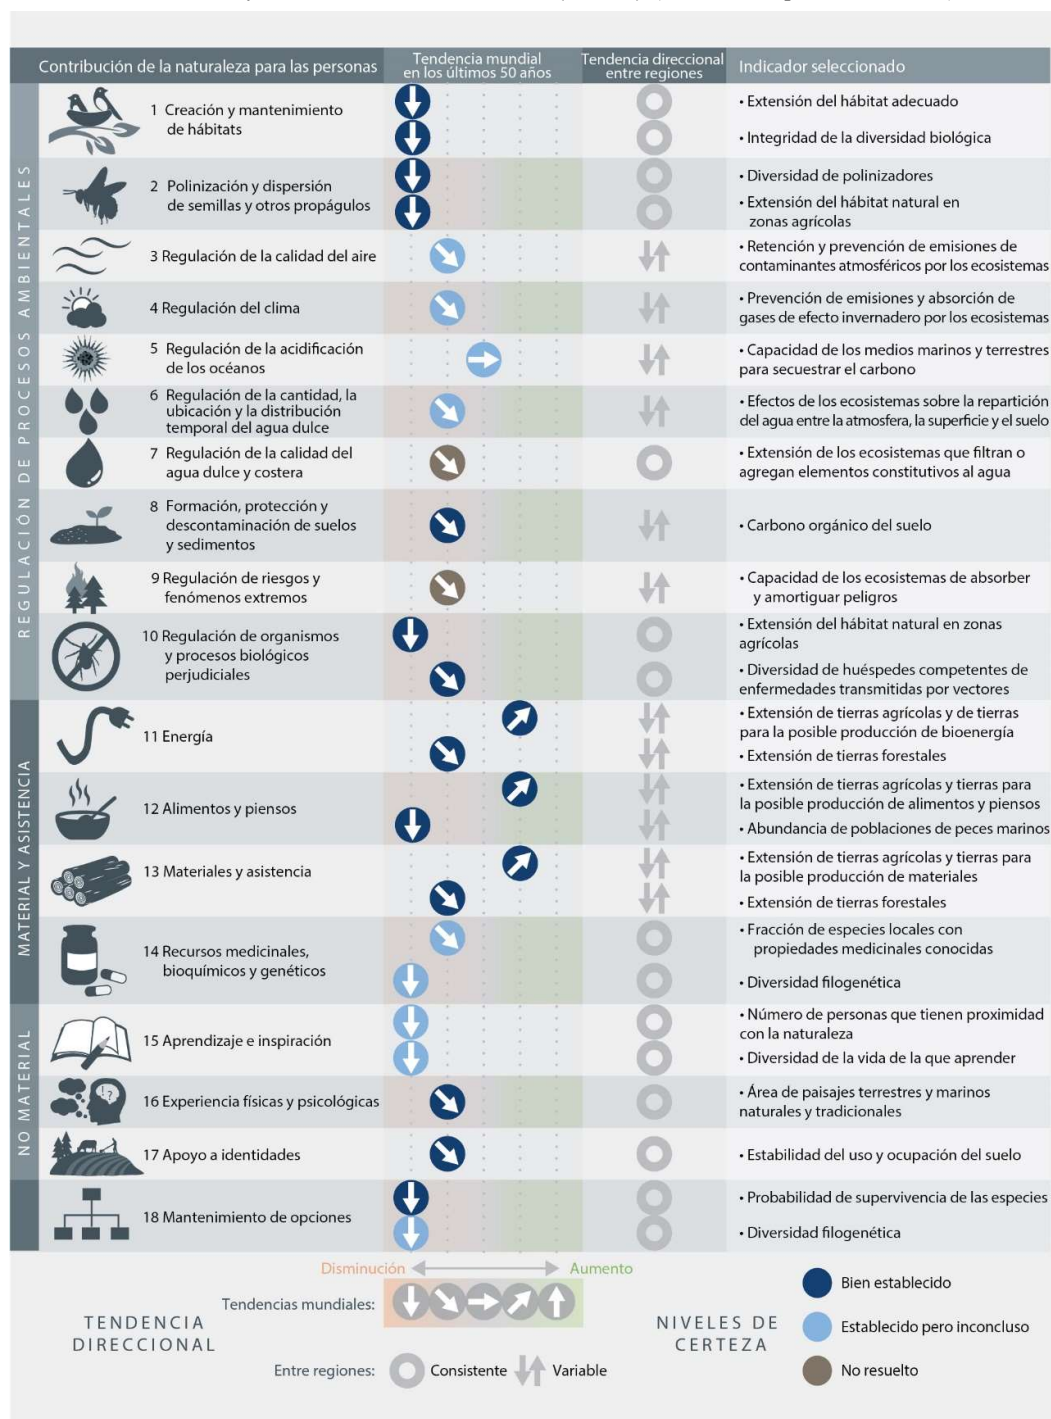 Contribución de la naturaleza para las personas
Tendencia mundial
en los últimos 50 años
Tendencia direccional
entre regiones
Indicador seleccionado
REGULACIÓN DE PROCESOS AMBIENTALES
1 Creación y mantenimiento
de hábitats
• Extensión del hábitat adecuado
• Integridad de la diversidad biológica
2 Polinización y dispersión
de semillas y otros propágulos
• Diversidad de polinizadores
• Extensión del hábitat natural en
zonas agrícolas
3 Regulación de la calidad del aire
• Retención y prevención de emisiones de
contaminantes atmosféricos por los ecosistemas
4 Regulación del clima
• Prevención de emisiones y absorción de
gases de efecto invernadero por los ecosistemas
5 Regulación de la acidificación
de los océanos
• Capacidad de los medios marinos y terrestres
para secuestrar el carbono
6 Regulación de la cantidad, la
ubicación y la distribución
temporal del agua dulce
• Efectos de los ecosistemas sobre la repartición
del agua entre la atmosfera, la superficie y el suelo
7 Regulación de la calidad del
agua dulce y costera
• Extensión de los ecosistemas que filtran o
agregan elementos constitutivos al agua
8 Formación, protección y
descontaminación de suelos
y sedimentos
• Carbono orgánico del suelo
9 Regulación de riesgos y
fenómenos extremos
• Capacidad de los ecosistemas de absorber
y amortiguar peligros
10 Regulación de organismos
y procesos biológicos
perjudiciales
• Extensión del hábitat natural en zonas
agrícolas
• Diversidad de huéspedes competentes de
enfermedades transmitidas por vectores
MATERIAL Y ASISTENCIA
11 Energía
• Extensión de tierras agrícolas y de tierras
para la posible producción de bioenergía
• Extensión de tierras forestales
12 Alimentos y piensos
• Extensión de tierras agrícolas y tierras para
la posible producción de alimentos y piensos
• Abundancia de poblaciones de peces marinos
13 Materiales y asistencia
• Extensión de tierras agrícolas y tierras para
la posible producción de materiales
• Extensión de tierras forestales
14 Recursos medicinales,
bioquímicos y genéticos
• Fracción de especies locales con
propiedades medicinales conocidas
• Diversidad filogenética
NO MATERIAL
15 Aprendizaje e inspiración
• Número de personas que tienen proximidad
con la naturaleza
• Diversidad de la vida de la que aprender
16 Experiencia físicas y psicológicas
• Área de paisajes terrestres y marinos
naturales y tradicionales
17 Apoyo a identidades
• Estabilidad del uso y ocupación del suelo
18 Mantenimiento de opciones
• Probabilidad de supervivencia de las especies
• Diversidad filogenética
Disminución
Aumento
Tendencias mundiales:
TENDENCIA
DIRECCIONAL
Entre regiones:
Consistente
Variable
NIVELES DE
CERTEZA
Bien establecido
Establecido pero inconcluso
No resuelto